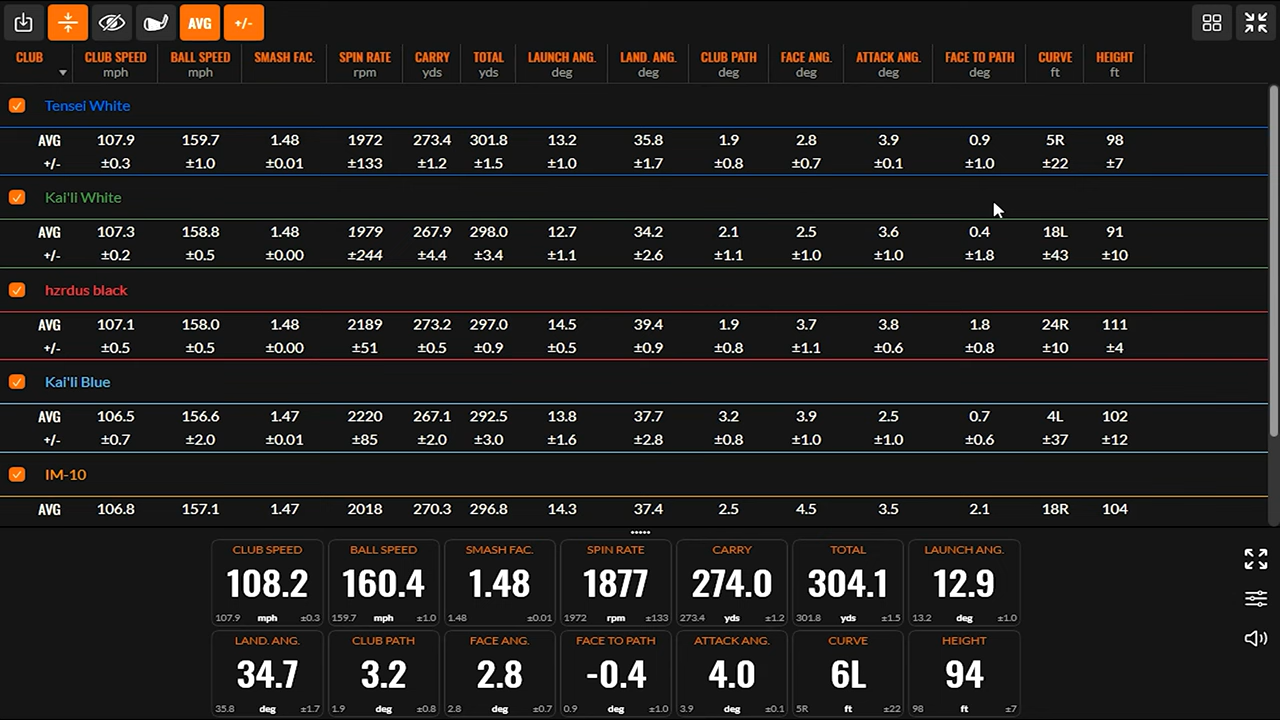 AVG +/-
CLUB CLUB SPEED BALL SPEED SMASH FAC. SPIN RATE CARRY TOTAL LAUNCH ANG. LAND. ANG. CLUB PATH FACE ANG. ATTACK ANG. FACE TO PATH CURVE HEIGHT
mph mph rpm yds yds deg deg deg deg deg deg ft ft
Tensei White
AVG 107.9 159.7 1.48 1972 273.4 301.8 13.2 35.8 1.9 2.8 3.9 0.9 5R 98
+/- ±0.3 ±1.0 ±0.01 ±133 ±1.2 ±1.5 ±1.0 ±1.7 ±0.8 ±0.7 ±0.1 ±1.0 ±22 ±7
Kai'li White
AVG 107.3 158.8 1.48 1979 267.9 298.0 12.7 34.2 2.1 2.5 3.6 0.4 18L 91
+/- ±0.2 ±0.5 ±0.00 ±244 ±4.4 ±3.4 ±1.1 ±2.6 ±1.1 ±1.0 ±1.0 ±1.8 ±43 ±10
hzrdus black
AVG 107.1 158.0 1.48 2189 273.2 297.0 14.5 39.4 1.9 3.7 3.8 1.8 24R 111
+/- ±0.5 ±0.5 ±0.00 ±51 ±0.5 ±0.9 ±0.5 ±0.9 ±0.8 ±1.1 ±0.6 ±0.8 ±10 ±4
Kai'li Blue
AVG 106.5 156.6 1.47 2220 267.1 292.5 13.8 37.7 3.2 3.9 2.5 0.7 4L 102
+/- ±0.7 ±2.0 ±0.01 ±85 ±2.0 ±3.0 ±1.6 ±2.8 ±0.8 ±1.0 ±1.0 ±0.6 ±37 ±12
IM-10
AVG 106.8 157.1 1.47 2018 270.3 296.8 14.3 37.4 2.5 4.5 3.5 2.1 18R 104
CLUB SPEED BALL SPEED SMASH FAC. SPIN RATE CARRY TOTAL LAUNCH ANG.
108.2 160.4 1.48 1877 274.0 304.1 12.9
107.9 mph ±0.3 159.7 mph ±1.0 1.48 ±0.01 1972 rpm ±133 273.4 yds ±1.2 301.8 yds ±1.5 13.2 deg ±1.0
LAND. ANG. CLUB PATH FACE ANG. FACE TO PATH ATTACK ANG. CURVE HEIGHT
34.7 3.2 2.8 -0.4 4.0 6L 94
35.8 deg ±1.7 1.9 deg ±0.8 2.8 deg ±0.7 0.9 deg ±1.0 3.9 deg ±0.1 5R ft ±22 98 ft ±7